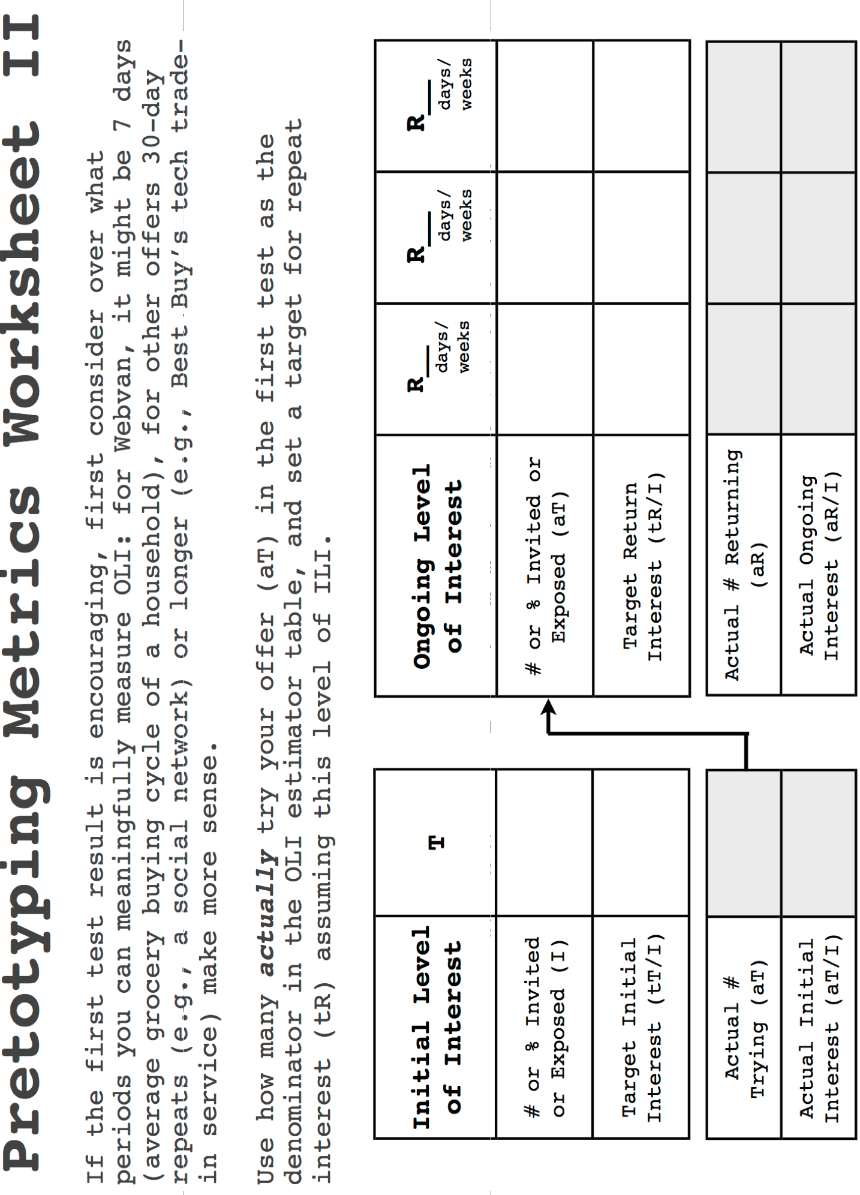 Pretotyping Metrics Worksheet II
If the first test result is encouraging, first consider over what
periods you can meaningfully measure OLI: for Webvan, it might be 7 days
(average grocery buying cycle of a household), for other offers 30-day
repeats (e.g., a social network) or longer (e.g., Best Buy's tech trade-
in service) make more sense.
Use how many actually try your offer (aT) in the first test as the
denominator in the OLI estimator table, and set a target for repeat
interest (tR) assuming this level of ILI.
Initial Level
of Interest
T
# or % Invited
or Exposed (I)
Target Initial
Interest (tT/I)
Actual #
Trying (aT)
Actual Initial
Interest (aT/I)
Ongoing Level
of Interest
R__
days/
weeks
R__
days/
weeks
R__
days/
weeks
# or % Invited or
Exposed (aT)
Target Return
Interest (tR/I)
Actual # Returning
(aR)
Actual Ongoing
Interest (aR/I)